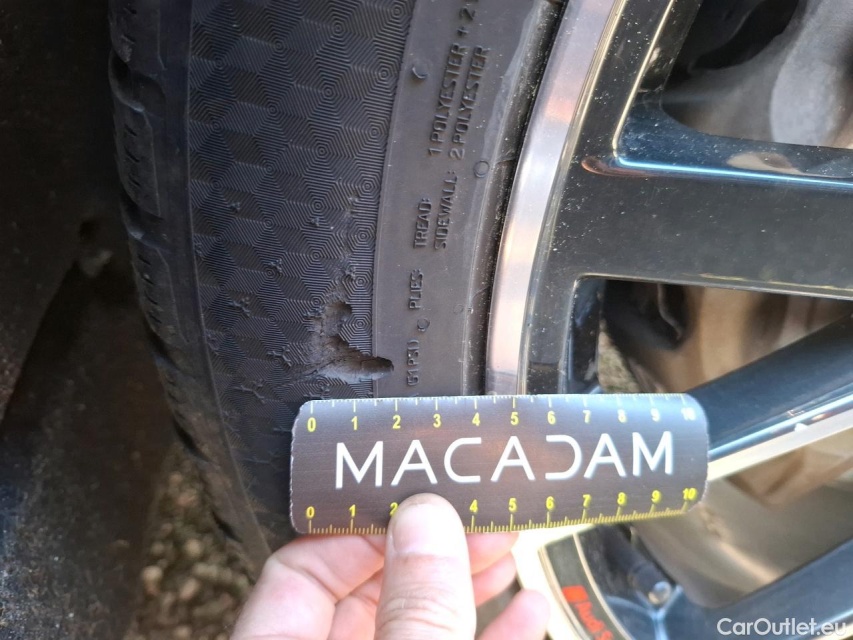 1 POLYESTER + 2
2 POLYESTER
TREAD:
SIDEWALL:
PLIES
0 1 2 3 4 5 6 7 8 9 10
MACADAM
0 1 2 4 5 6 7 8 9 10
CarOutlet.eu